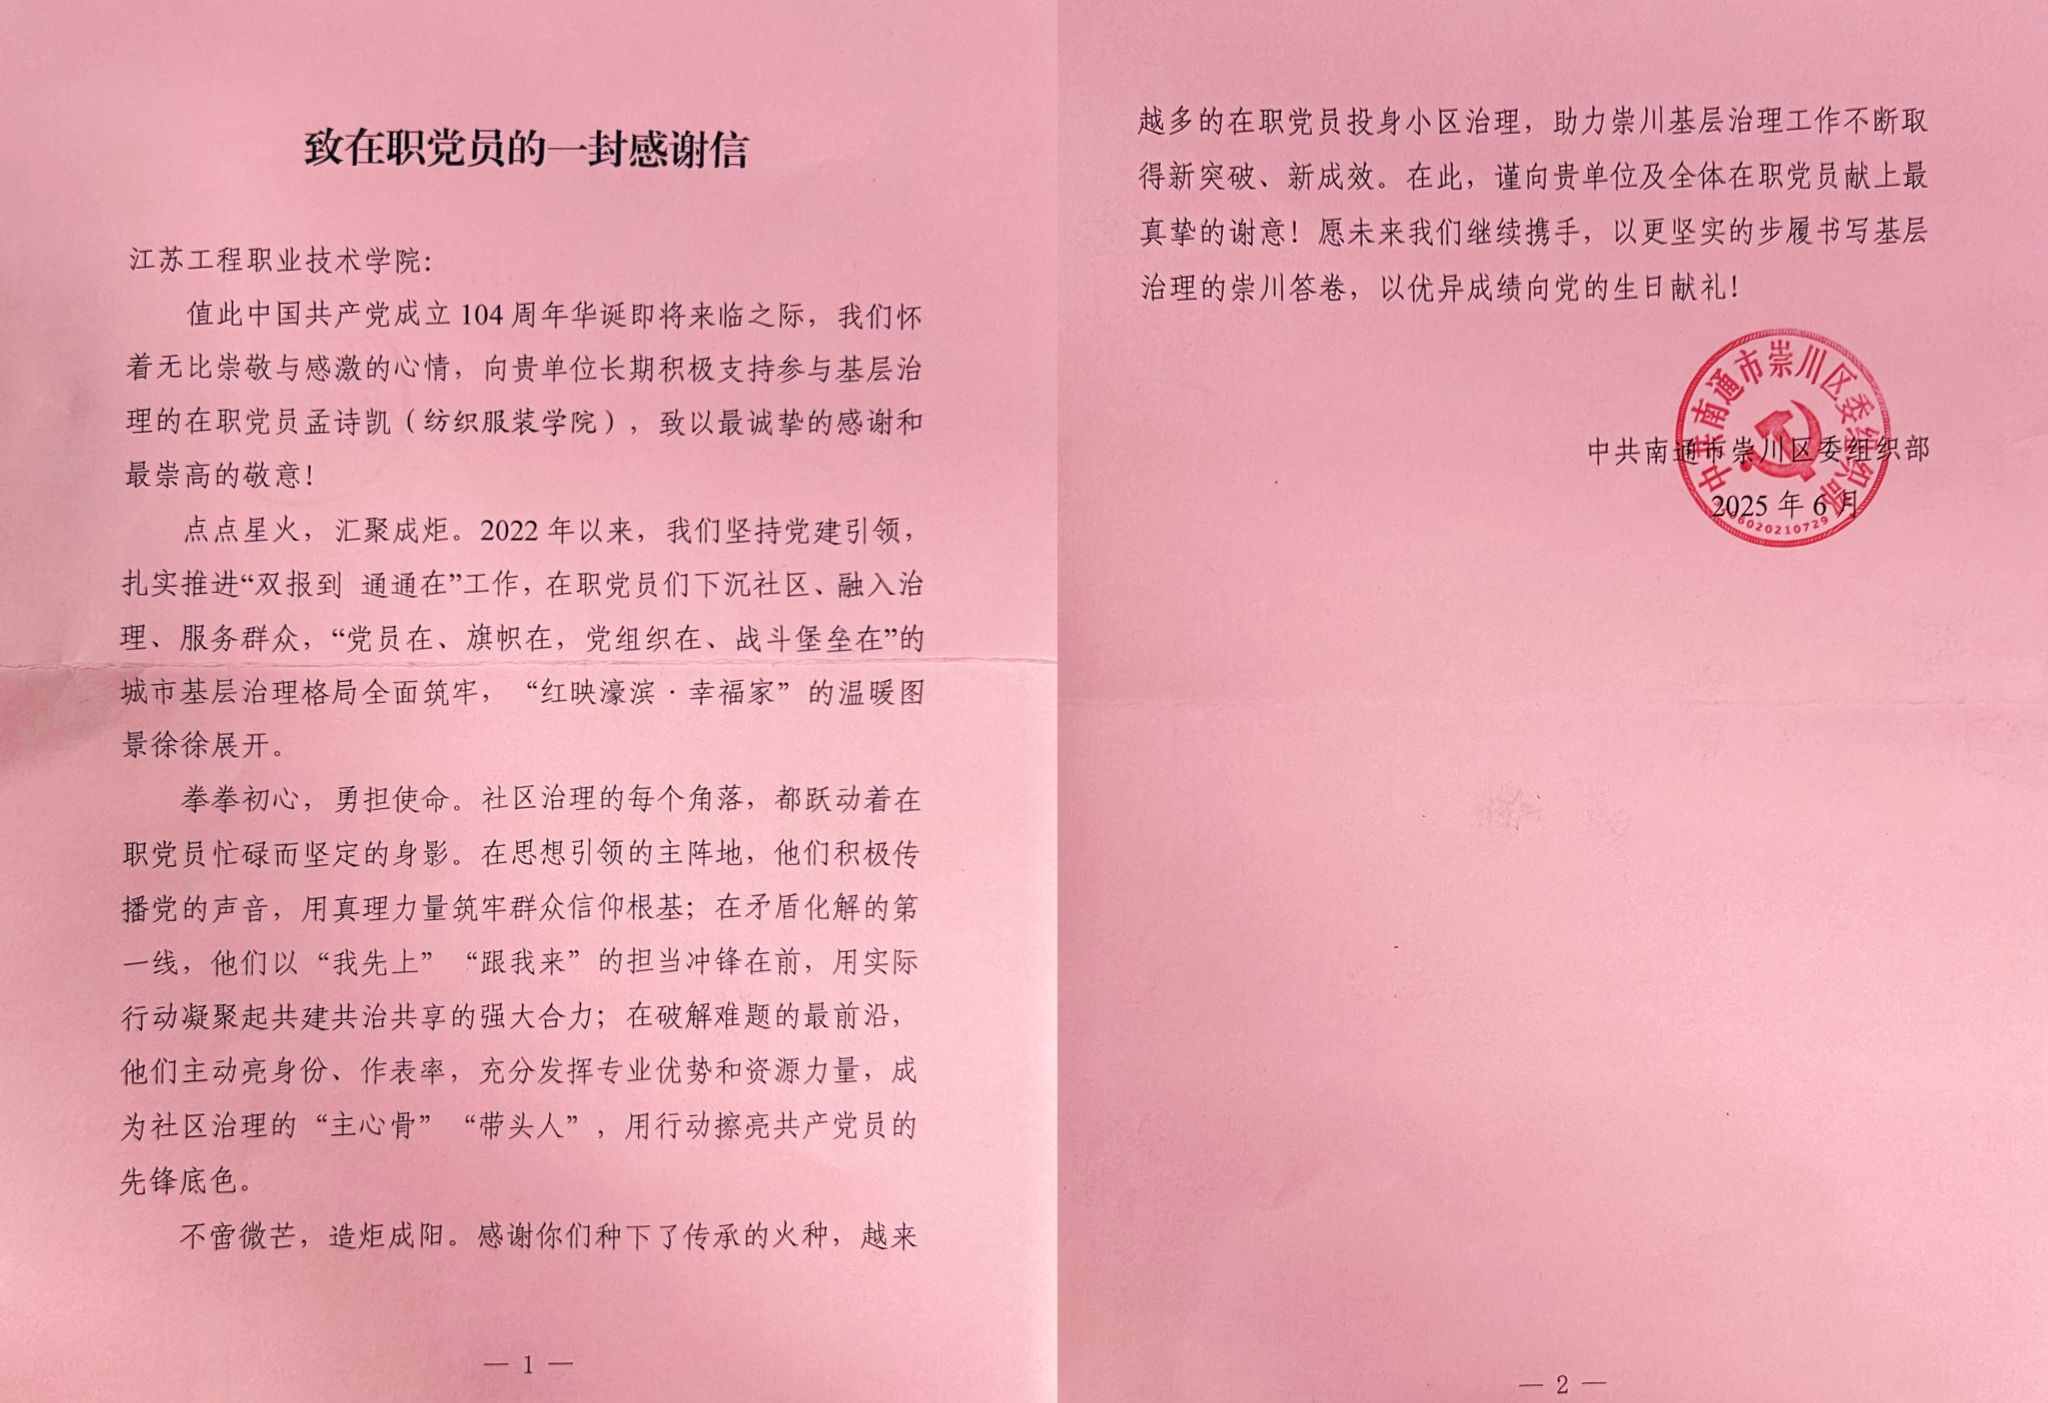 致在职党员的一封感谢信
江苏工程职业技术学院：
值此中国共产党成立 104 周年华诞即将来临之际，我们怀
着无比崇敬与感激的心情，向贵单位长期积极支持参与基层治
理的在职党员孟诗凯（纺织服装学院），致以最诚挚的感谢和
最崇高的敬意！
点点星火，汇聚成炬。2022 年以来，我们坚持党建引领，
扎实推进“双报到 通通在”工作，在职党员们下沉社区、融入治
理、服务群众，“党员在、旗帜在，党组织在、战斗堡垒在”的
城市基层治理格局全面筑牢，“红映濠滨·幸福家”的温暖图
景徐徐展开。
拳拳初心，勇担使命。社区治理的每个角落，都跃动着在
职党员忙碌而坚定的身影。在思想引领的主阵地，他们积极传
播党的声音，用真理力量筑牢群众信仰根基；在矛盾化解的第
一线，他们以“我先上”“跟我来”的担当冲锋在前，用实际
行动凝聚起共建共治共享的强大合力；在破解难题的最前沿，
他们主动亮身份、作表率，充分发挥专业优势和资源力量，成
为社区治理的“主心骨”“带头人”，用行动擦亮共产党员的
先锋底色。
不啻微芒，造炬成阳。感谢你们种下了传承的火种，越来
— 1 —
越多的在职党员投身小区治理，助力崇川基层治理工作不断取
得新突破、新成效。在此，谨向贵单位及全体在职党员献上最
真挚的谢意！愿未来我们继续携手，以更坚实的步履书写基层
治理的崇川答卷，以优异成绩向党的生日献礼！
中共南通市崇川区委组织部
中共南通市崇川区委组织部
2025 年 6 月
— 2 —